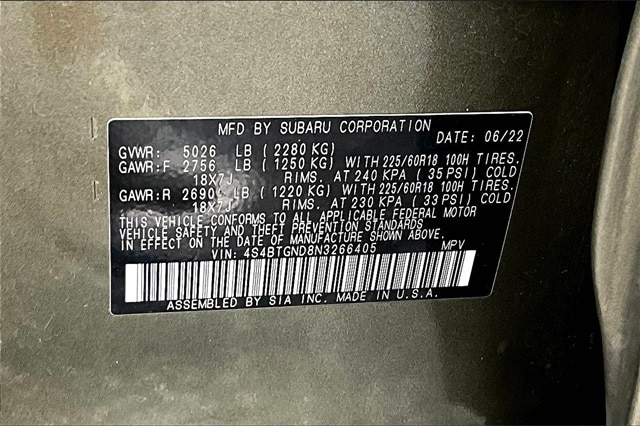 MFD BY SUBARU CORPORATION
DATE: 06/22
GVWR: 5026 LB ( 2280 KG)
GAWR:F 2756 LB ( 1250 KG) WITH 225/60R18 100H TIRES.
18X7J RIMS. AT 240 KPA ( 35 PSI) COLD
GAWR:R 2690 LB ( 1220 KG) WITH 225/60R18 100H TIRES.
18X7J RIMS. AT 230 KPA ( 33 PSI) COLD
THIS VEHICLE CONFORMS TO ALL APPLICABLE FEDERAL MOTOR
VEHICLE SAFETY, BUMPER, AND THEFT PREVENTION STANDARDS
IN EFFECT ON THE DATE OF MANUFACTURE SHOWN ABOVE.
VIN: 4S4BTGND8N3266405 MPV
ASSEMBLED BY SIA INC. MADE IN U.S.A.